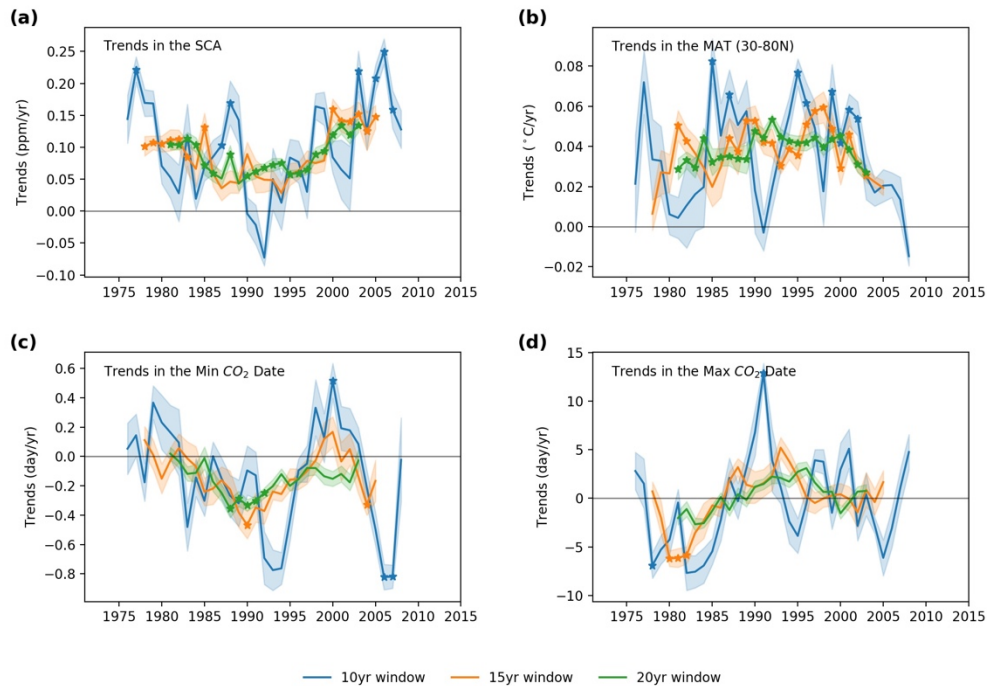 (a)
Trends in the SCA
Trends (ppm/yr)
0.25
0.20
0.15
0.10
0.05
0.00
−0.05
−0.10
1975 1980 1985 1990 1995 2000 2005 2010 2015
(b)
Trends in the MAT (30-80N)
Trends (°C/yr)
0.08
0.06
0.04
0.02
0.00
−0.02
1975 1980 1985 1990 1995 2000 2005 2010 2015
(c)
Trends in the Min CO₂ Date
Trends (day/yr)
0.6
0.4
0.2
0.0
−0.2
−0.4
−0.6
−0.8
1975 1980 1985 1990 1995 2000 2005 2010 2015
(d)
Trends in the Max CO₂ Date
Trends (day/yr)
15
10
5
0
−5
−10
1975 1980 1985 1990 1995 2000 2005 2010 2015
10yr window 15yr window 20yr window